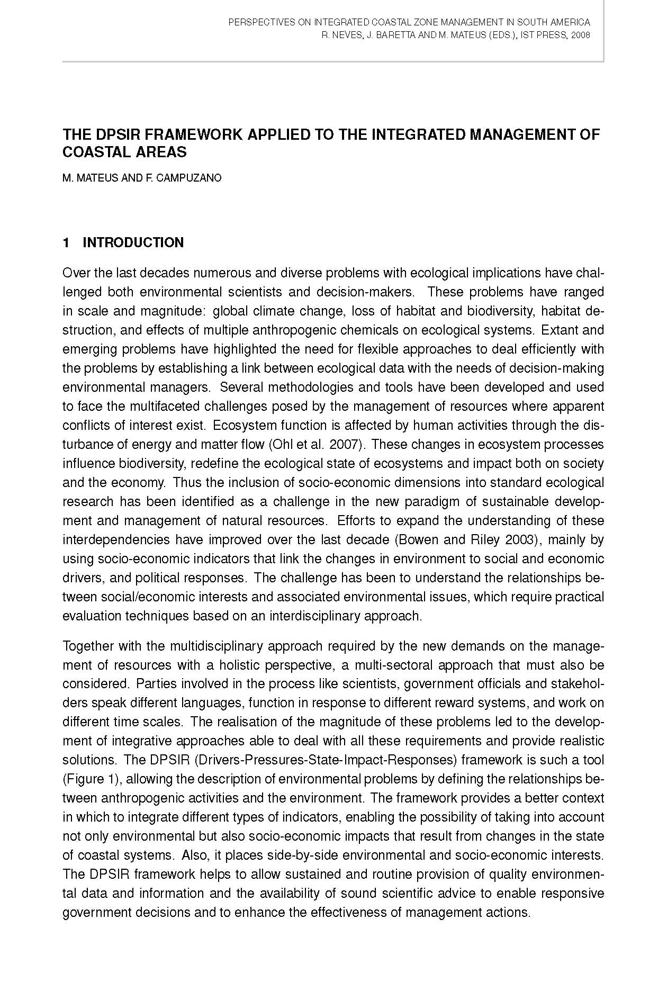 PERSPECTIVES ON INTEGRATED COASTAL ZONE MANAGEMENT IN SOUTH AMERICA
R. NEVES, J. BARETTA AND M. MATEUS (EDS.), IST PRESS, 2008
THE DPSIR FRAMEWORK APPLIED TO THE INTEGRATED MANAGEMENT OF
COASTAL AREAS
M. MATEUS AND F. CAMPUZANO
1 INTRODUCTION
Over the last decades numerous and diverse problems with ecological implications have chal-
lenged both environmental scientists and decision-makers. These problems have ranged
in scale and magnitude: global climate change, loss of habitat and biodiversity, habitat de-
struction, and effects of multiple anthropogenic chemicals on ecological systems. Extant and
emerging problems have highlighted the need for flexible approaches to deal efficiently with
the problems by establishing a link between ecological data with the needs of decision-making
environmental managers. Several methodologies and tools have been developed and used
to face the multifaceted challenges posed by the management of resources where apparent
conflicts of interest exist. Ecosystem function is affected by human activities through the dis-
turbance of energy and matter flow (Ohl et al. 2007). These changes in ecosystem processes
influence biodiversity, redefine the ecological state of ecosystems and impact both on society
and the economy. Thus the inclusion of socio-economic dimensions into standard ecological
research has been identified as a challenge in the new paradigm of sustainable develop-
ment and management of natural resources. Efforts to expand the understanding of these
interdependencies have improved over the last decade (Bowen and Riley 2003), mainly by
using socio-economic indicators that link the changes in environment to social and economic
drivers, and political responses. The challenge has been to understand the relationships be-
tween social/economic interests and associated environmental issues, which require practical
evaluation techniques based on an interdisciplinary approach.
Together with the multidisciplinary approach required by the new demands on the manage-
ment of resources with a holistic perspective, a multi-sectoral approach that must also be
considered. Parties involved in the process like scientists, government officials and stakehol-
ders speak different languages, function in response to different reward systems, and work on
different time scales. The realisation of the magnitude of these problems led to the develop-
ment of integrative approaches able to deal with all these requirements and provide realistic
solutions. The DPSIR (Drivers-Pressures-State-Impact-Responses) framework is such a tool
(Figure 1), allowing the description of environmental problems by defining the relationships be-
tween anthropogenic activities and the environment. The framework provides a better context
in which to integrate different types of indicators, enabling the possibility of taking into account
not only environmental but also socio-economic impacts that result from changes in the state
of coastal systems. Also, it places side-by-side environmental and socio-economic interests.
The DPSIR framework helps to allow sustained and routine provision of quality environmen-
tal data and information and the availability of sound scientific advice to enable responsive
government decisions and to enhance the effectiveness of management actions.